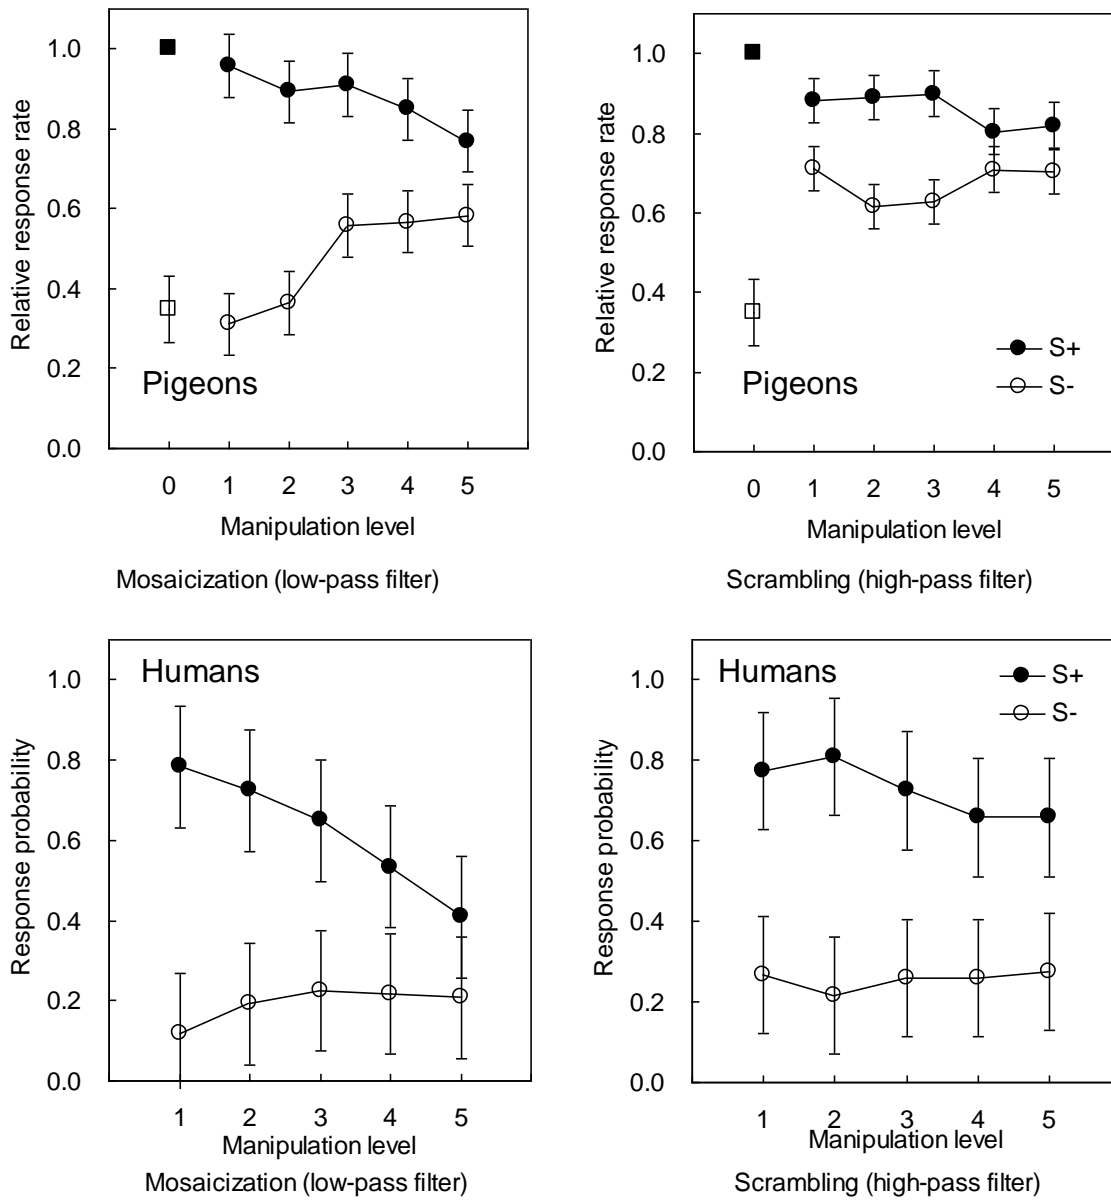 Relative response rate
1.0
0.8
0.6
0.4
0.2
0.0
Pigeons
0 1 2 3 4 5
Manipulation level
Mosaicization (low-pass filter)
Relative response rate
1.0
0.8
0.6
0.4
0.2
0.0
S+
S-
Pigeons
0 1 2 3 4 5
Manipulation level
Scrambling (high-pass filter)
Response probability
Humans
1.0
0.8
0.6
0.4
0.2
0.0
1 2 3 4 5
Manipulation level
Mosaicization (low-pass filter)
Response probability
Humans
S+
S-
1.0
0.8
0.6
0.4
0.2
0.0
1 2 3 4 5
Manipulation level
Scrambling (high-pass filter)